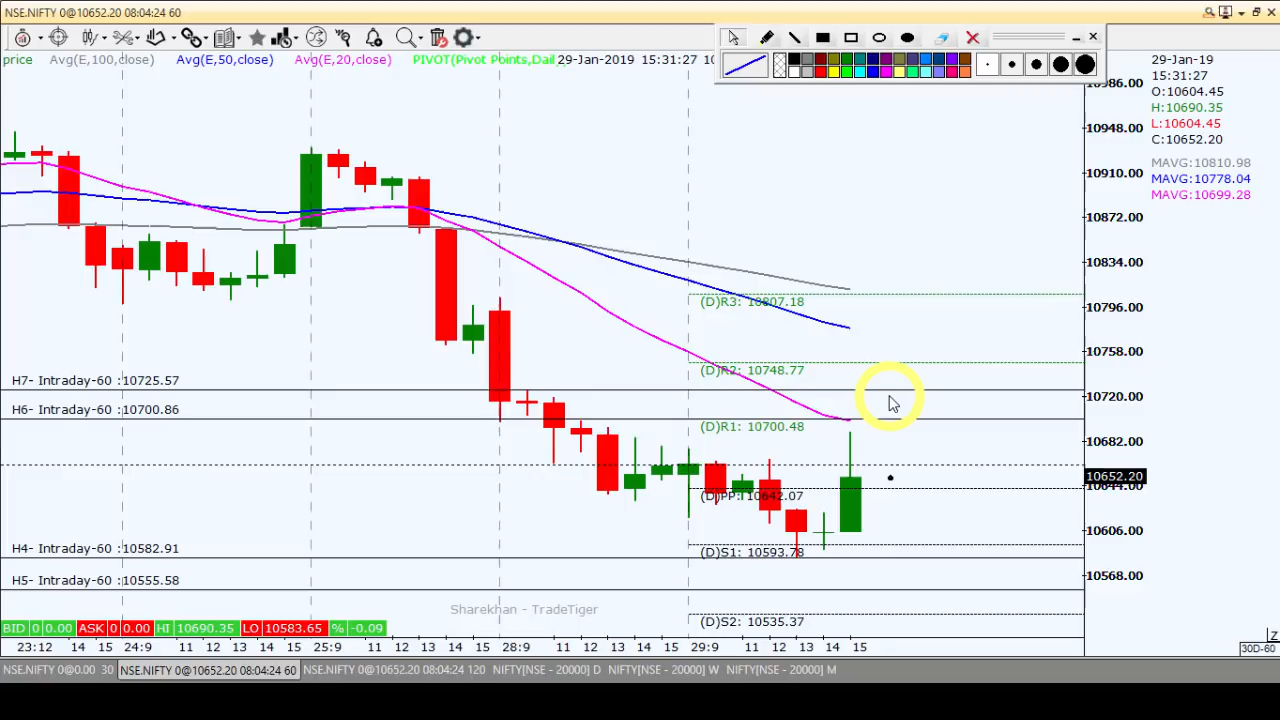 NSE.NIFTY 0@10652.20 08:04:24 60
price Avg(E,100,close) Avg(E,50,close) Avg(E,20,close) PIVOT(Pivot Points,Dail 29-Jan-2019 15:31:27
29-Jan-19
15:31:27
O:10604.45
H:10690.35
L:10604.45
C:10652.20
MAVG:10810.98
MAVG:10778.04
MAVG:10699.28
10986.00
10948.00
10910.00
10872.00
10834.00
10796.00
10758.00
10720.00
10682.00
10652.20
10644.00
10606.00
10568.00
(D)R3: 10807.18
(D)R2: 10748.77
H7- Intraday-60 :10725.57
H6- Intraday-60 :10700.86
(D)R1: 10700.48
(D)PP: 10642.07
H4- Intraday-60 :10582.91
(D)S1: 10593.78
H5- Intraday-60 :10555.58
Sharekhan - TradeTiger
(D)S2: 10535.37
BID 0 0.00 ASK 0 0.00 HI 10690.35 LO 10583.65 % -0.09
Z
23:12 14 15 24:9 11 12 13 14 15 25:9 11 12 13 14 15 28:9 11 12 13 14 15 29:9 11 12 13 14 15
30D-60
NSE.NIFTY 0@0.00 30 NSE.NIFTY 0@10652.20 08:04:24 60 NSE.NIFTY 0@10652.20 08:04:24 120 NIFTY[NSE - 20000] D NIFTY[NSE - 20000] W NIFTY[NSE - 20000] M